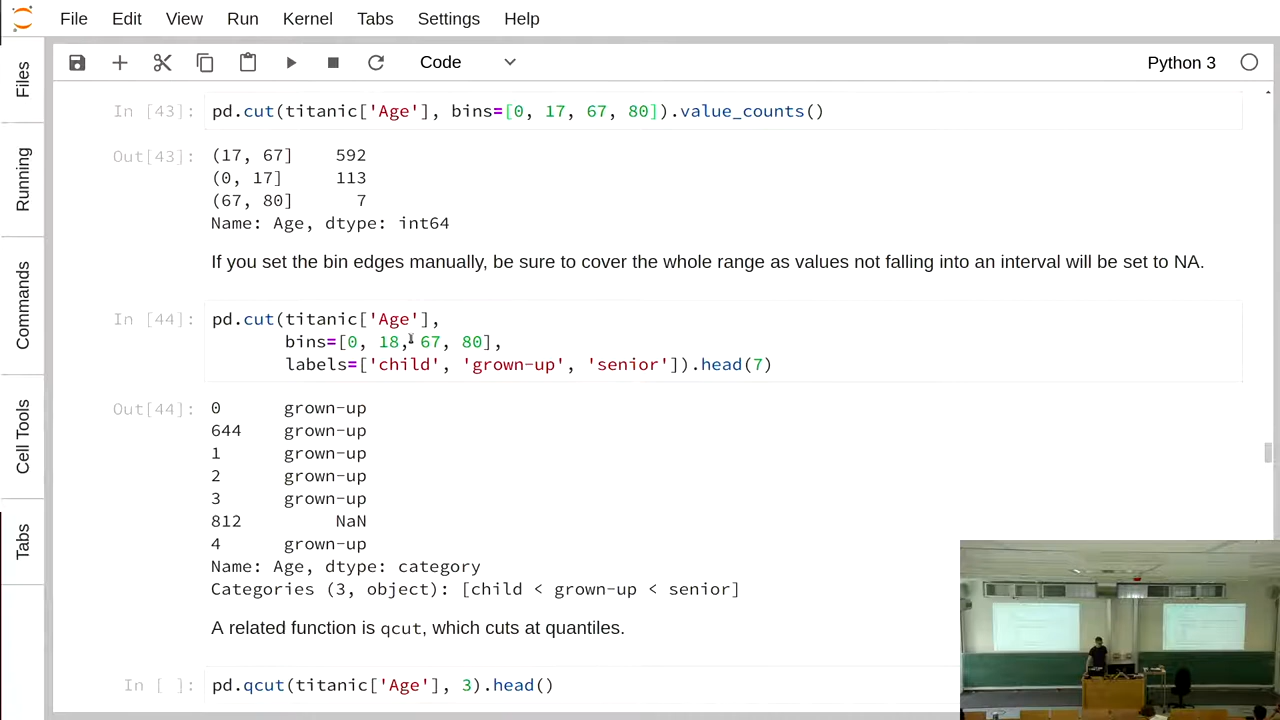 File Edit View Run Kernel Tabs Settings Help
Files
Running
Commands
Cell Tools
Tabs
Code
Python 3
In [43]: pd.cut(titanic['Age'], bins=[0, 17, 67, 80]).value_counts()
Out[43]: (17, 67] 592
(0, 17] 113
(67, 80] 7
Name: Age, dtype: int64
If you set the bin edges manually, be sure to cover the whole range as values not falling into an interval will be set to NA.
In [44]: pd.cut(titanic['Age'],
bins=[0, 18, 67, 80],
labels=['child', 'grown-up', 'senior']).head(7)
Out[44]: 0 grown-up
644 grown-up
1 grown-up
2 grown-up
3 grown-up
812 NaN
4 grown-up
Name: Age, dtype: category
Categories (3, object): [child < grown-up < senior]
A related function is qcut, which cuts at quantiles.
In [ ]: pd.qcut(titanic['Age'], 3).head()